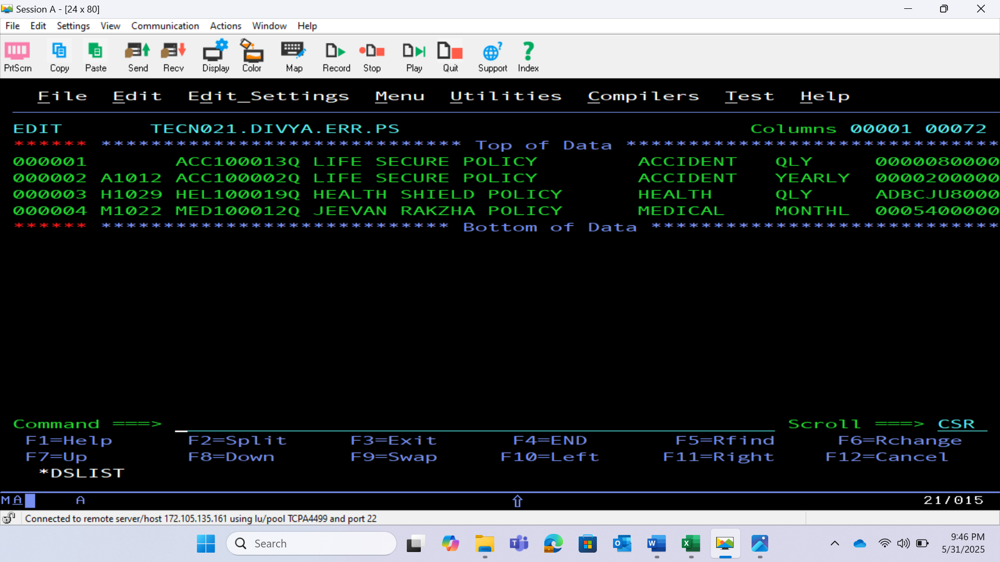 Session A - [24 x 80]
File Edit Settings View Communication Actions Window Help
PrtScrn Copy Paste Send Recv Display Color Map Record Stop Play Quit Support Index
File Edit Edit_Settings Menu Utilities Compilers Test Help
EDIT TECN021.DIVYA.ERR.PS Columns 00001 00072
****** ***************************** Top of Data ******************************
000001 ACC100013Q LIFE SECURE POLICY ACCIDENT QLY 0000080000
000002 A1012 ACC100002Q LIFE SECURE POLICY ACCIDENT YEARLY 0000200000
000003 H1029 HEL100019Q HEALTH SHIELD POLICY HEALTH QLY ADBCJU8000
000004 M1022 MED100012Q JEEVAN RAKZHA POLICY MEDICAL MONTHL 0005400000
****** **************************** Bottom of Data ****************************
Command ===> Scroll ===> CSR
F1=Help F2=Split F3=Exit F4=END F5=Rfind F6=Rchange
F7=Up F8=Down F9=Swap F10=Left F11=Right F12=Cancel
*DSLIST
MA A 21/015
Connected to remote server/host 172.105.135.161 using lu/pool TCPA4499 and port 22
Search
9:46 PM
5/31/2025